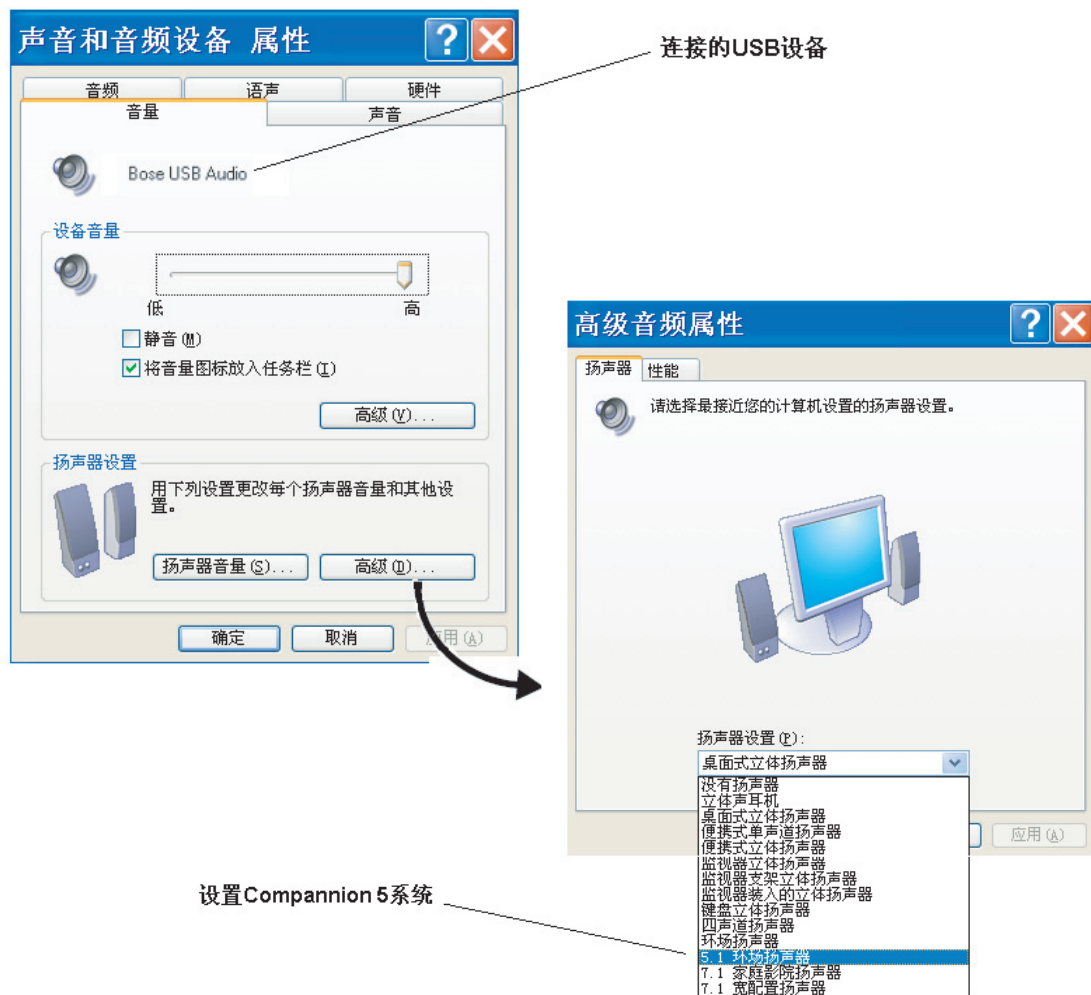 声音和音频设备 属性
连接的USB设备
音频 语声 硬件
音量 声音
Bose USB Audio
设备音量
低 高
静音(M)
将音量图标放入任务栏(I)
高级(V)...
扬声器设置
用下列设置更改每个扬声器音量和其他设
置。
扬声器音量(S)... 高级(D)...
确定 取消 应用(A)
高级音频属性
扬声器 性能
请选择最接近您的计算机设置的扬声器设置。
扬声器设置(P):
桌面式立体扬声器
没有扬声器
立体声耳机
桌面式立体扬声器
便携式单声道扬声器
便携式立体扬声器
监视器立体扬声器
监视器支架立体扬声器
监视器装入的立体扬声器
键盘立体扬声器
四声道扬声器
环场扬声器
5.1 环场扬声器
7.1 家庭影院扬声器
7.1 宽配置扬声器
应用(A)
设置Compannion 5系统